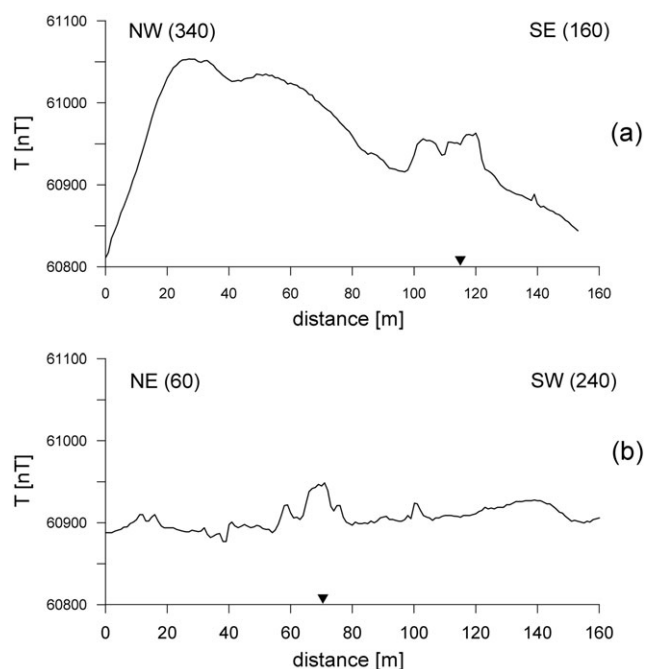 61100
NW (340)
SE (160)
61000
(a)
T [nT]
60900
60800
0 20 40 60 80 100 120 140 160
distance [m]
61100
NE (60)
SW (240)
61000
(b)
T [nT]
60900
60800
0 20 40 60 80 100 120 140 160
distance [m]